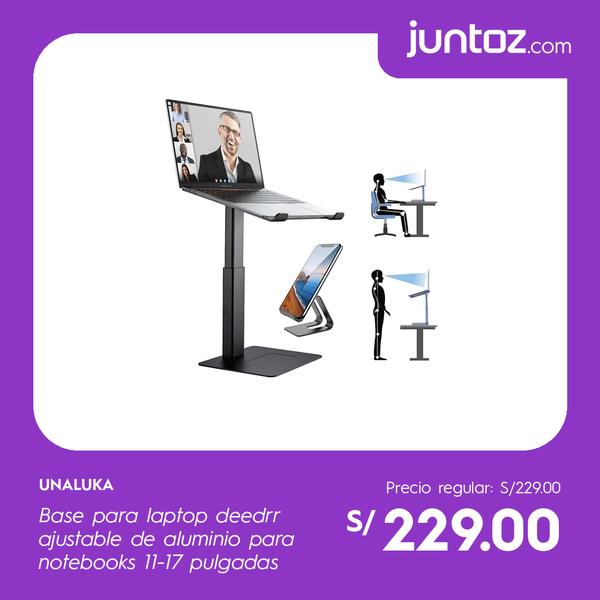 juntoz.com
UNALUKA
Base para laptop deedrr
ajustable de aluminio para
notebooks 11-17 pulgadas
Precio regular: S/229.00
S/ 229.00